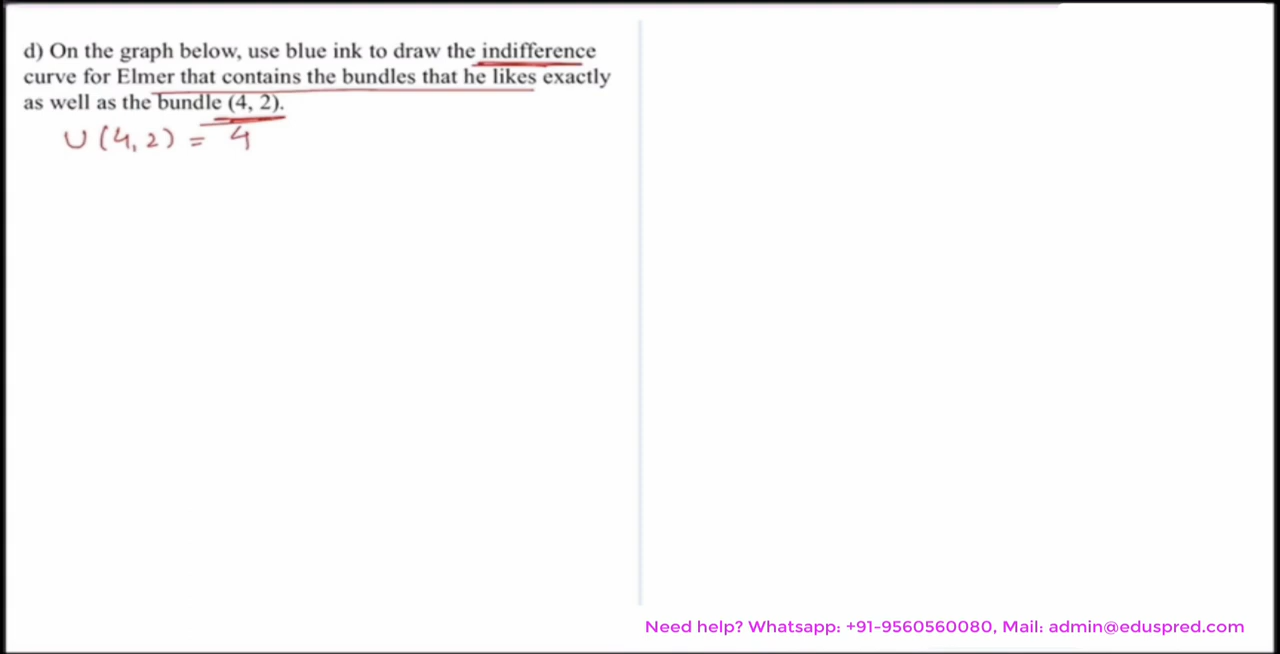 d) On the graph below, use blue ink to draw the indifference
curve for Elmer that contains the bundles that he likes exactly
as well as the bundle (4, 2).
U (4, 2) = 4
Need help? Whatsapp: +91-9560560080, Mail: admin@eduspred.com